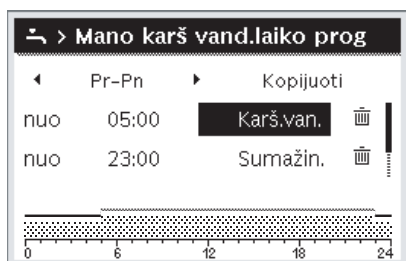 > Mano karš vand.laiko prog
Pr-Pn Kopijuoti
nuo 05:00 Karš.van.
nuo 23:00 Sumažin.
0 6 12 18 24